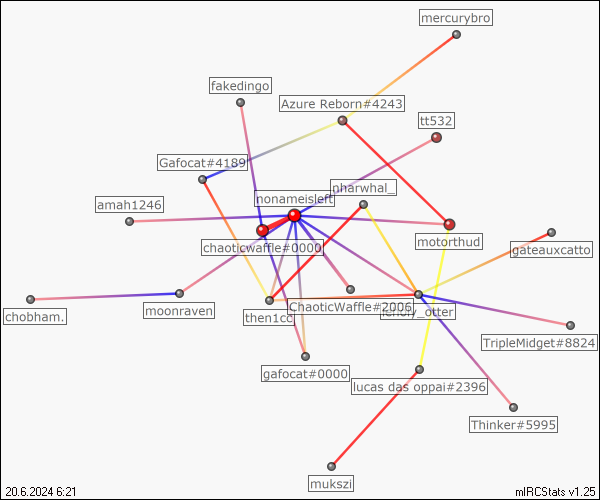 mercurybro
fakedingo
Azure Reborn#4243
tt532
Gafocat#4189
nharwhal_
nonameisleft
amah1246
motorthud
chaoticwaffle#0000
gateauxcatto
ChaoticWaffle#2006
chobham.
moonraven
then1cc
TripleMidget#8824
gafocat#0000
lucas das oppai#2396
Thinker#5995
mukszi
20.6.2024 6:21
mIRCStats v1.25